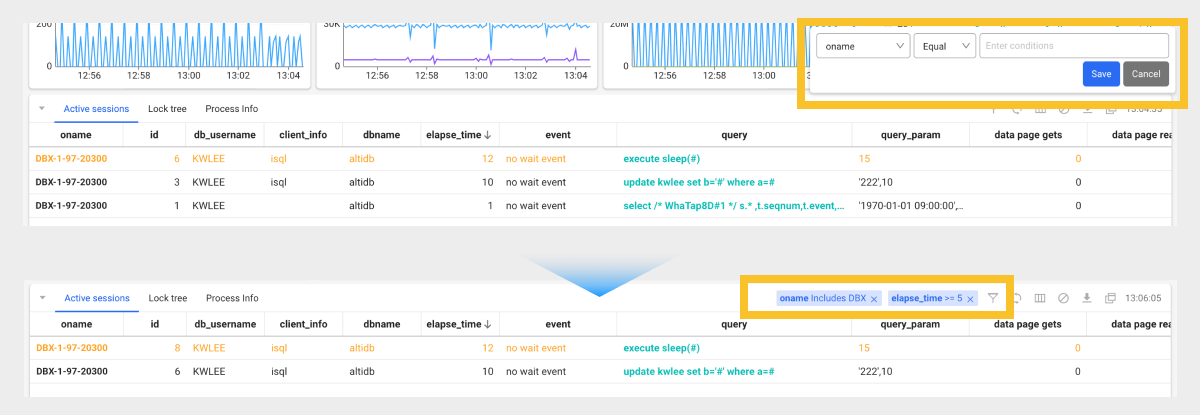 200 30K 20M
oname Equal Enter conditions
0 0 0
12:56 12:58 13:00 13:02 13:04 12:56 12:58 13:00 13:02 13:04 12:56 12:58 13:00
Save Cancel
Active sessions Lock tree Process Info 13:04:35
oname id db_username client_info dbname elapse_time event query query_param data page gets data page rea
DBX-1-97-20300 6 KWLEE isql altidb 12 no wait event execute sleep(#) 15 0
DBX-1-97-20300 3 KWLEE isql altidb 10 no wait event update kwlee set b='#' where a=# '222',10 0
DBX-1-97-20300 1 KWLEE altidb 1 no wait event select /* WhaTap8D#1 */ s.* ,t.seqnum,t.event,... '1970-01-01 09:00:00',... 0
Active sessions Lock tree Process Info oname Includes DBX × elapse_time >= 5 × 13:06:05
oname id db_username client_info dbname elapse_time event query query_param data page gets data page rea
DBX-1-97-20300 8 KWLEE isql altidb 12 no wait event execute sleep(#) 15 0
DBX-1-97-20300 6 KWLEE isql altidb 10 no wait event update kwlee set b='#' where a=# '222',10 0